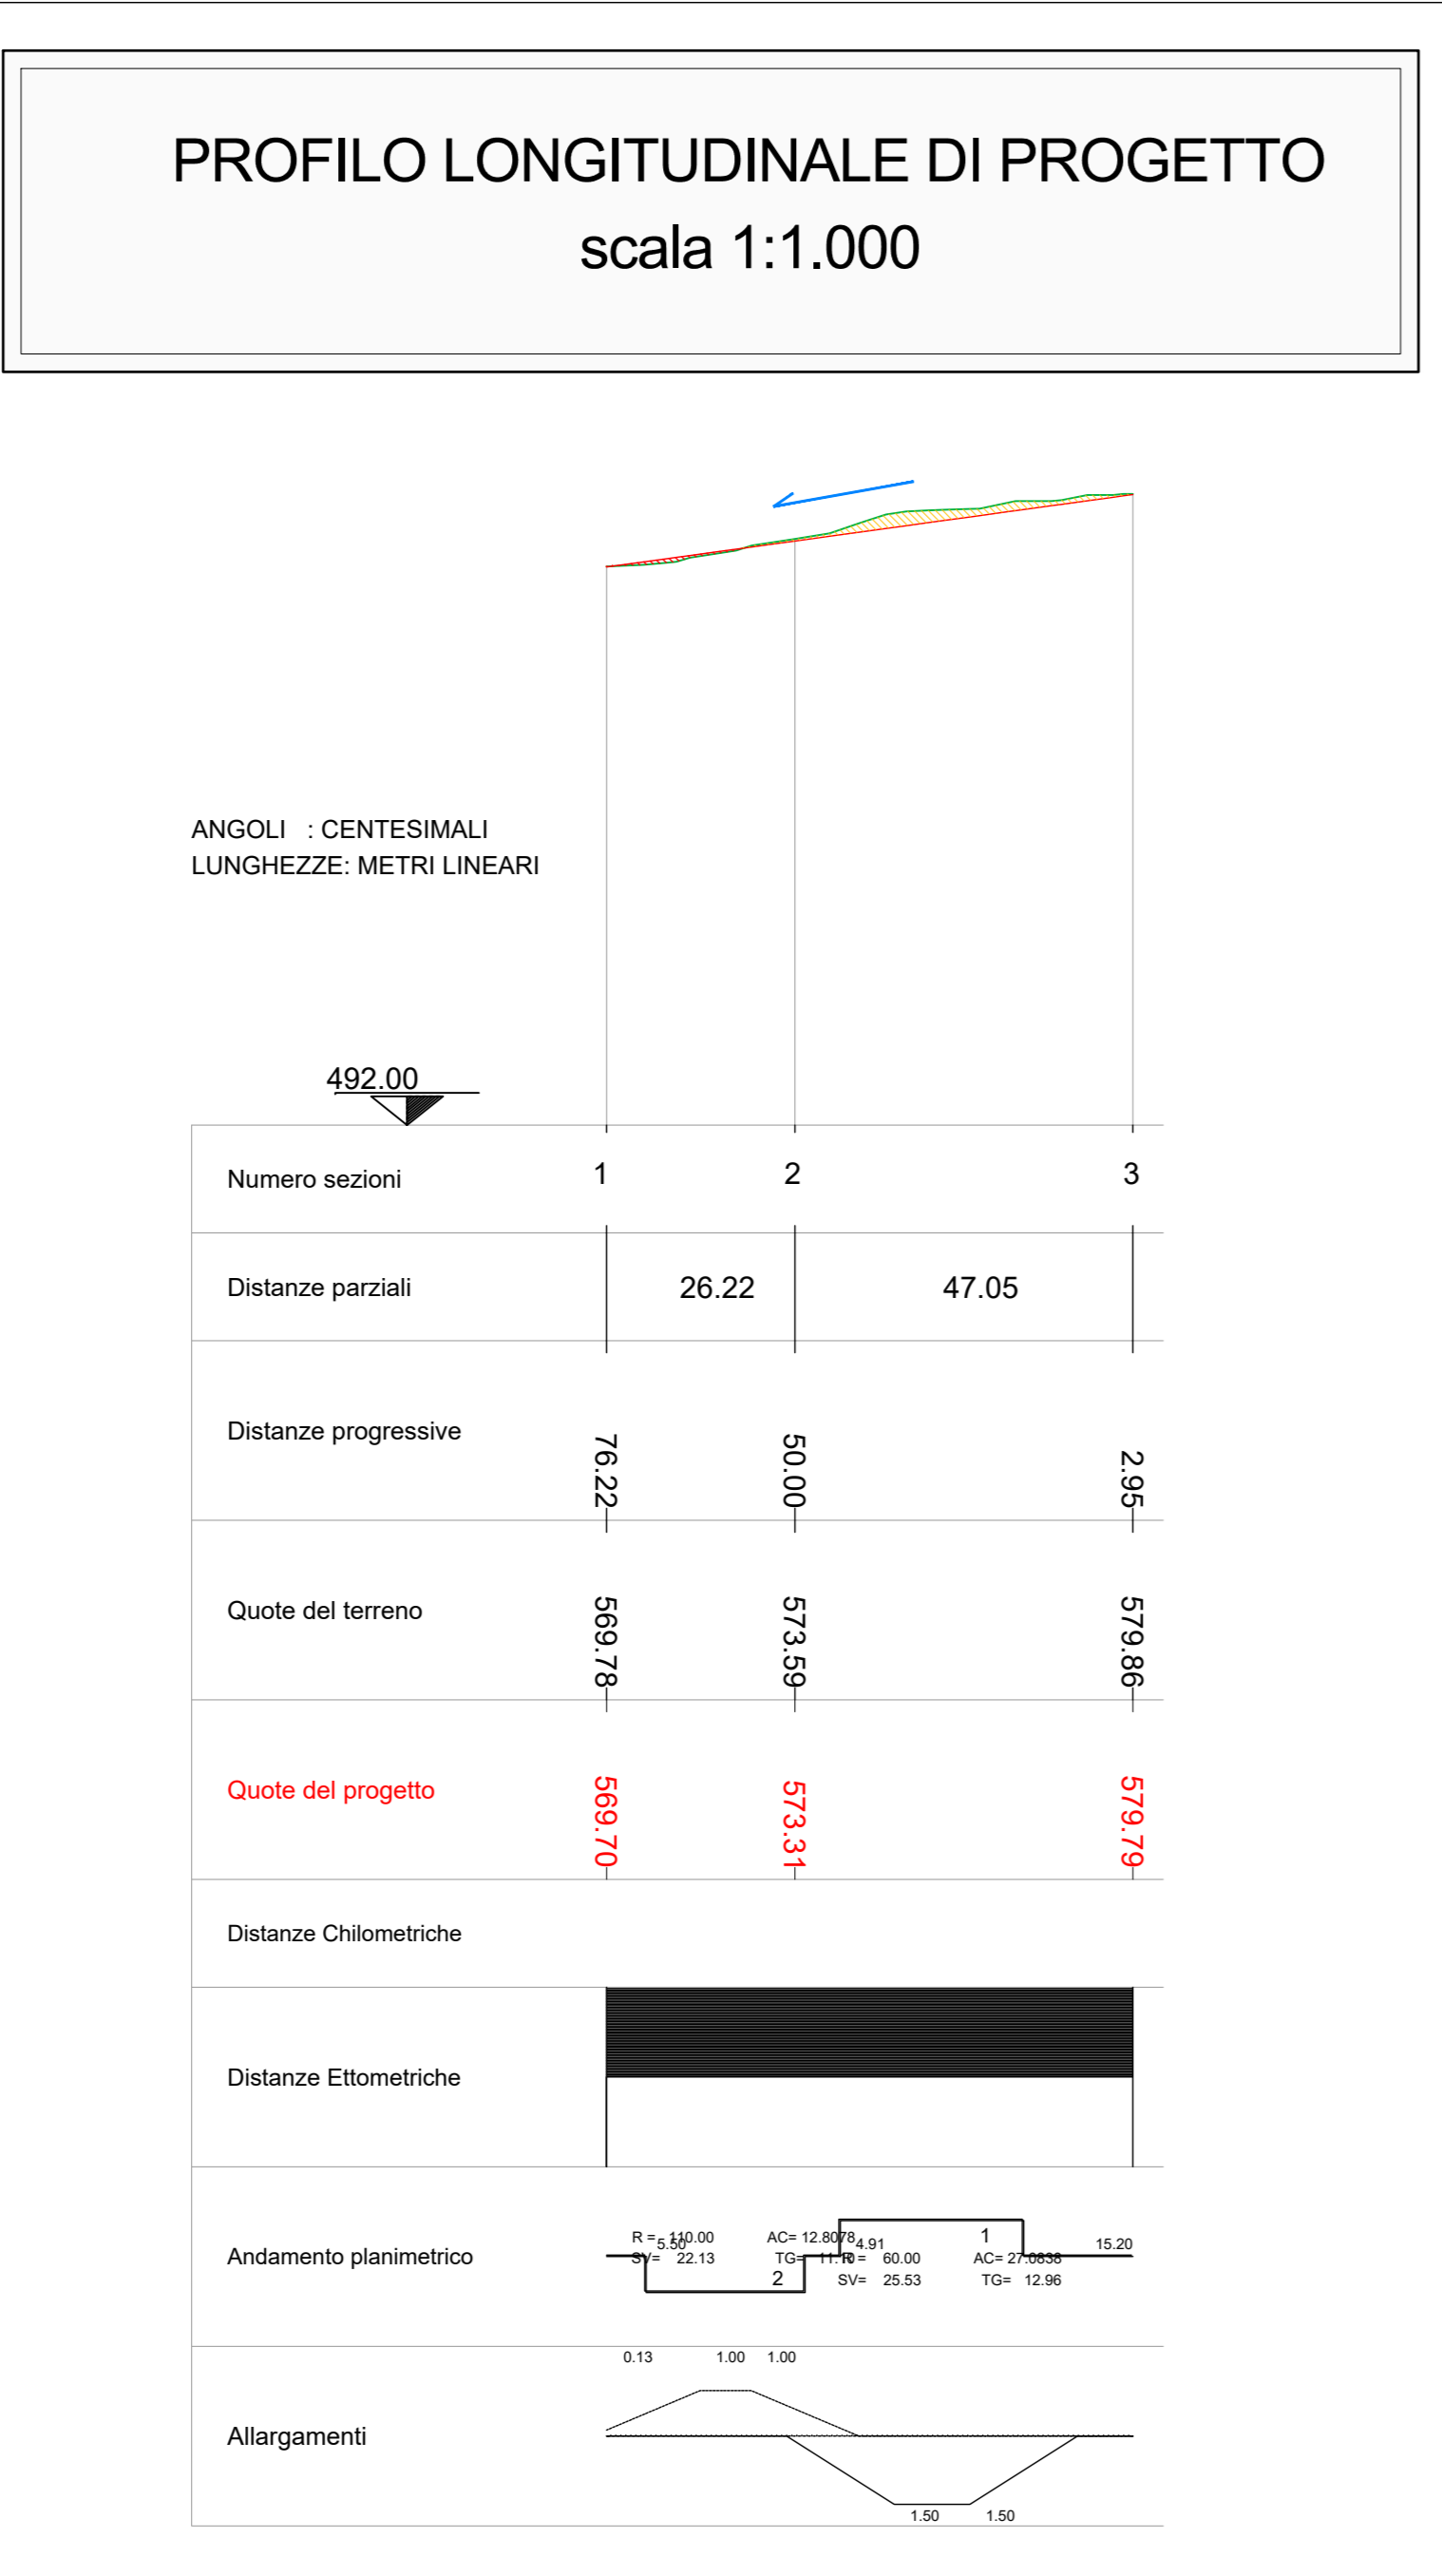 PROFILO LONGITUDINALE DI PROGETTO
scala 1:1.000
ANGOLI : CENTESIMALI
LUNGHEZZE: METRI LINEARI
492.00
Numero sezioni 1 2 3
Distanze parziali 26.22 47.05
Distanze progressive 76.22 50.00 2.95
Quote del terreno 569.78 573.59 579.86
Quote del progetto 569.70 573.31 579.79
Distanze Chilometriche
Distanze Ettometriche
Andamento planimetrico
R = 110.00 AC= 12.8078
5.50 4.91 1 15.20
SV= 22.13 TG= 11.10 R = 60.00 AC= 27.0838
2 SV= 25.53 TG= 12.96
0.13 1.00 1.00
Allargamenti
1.50 1.50